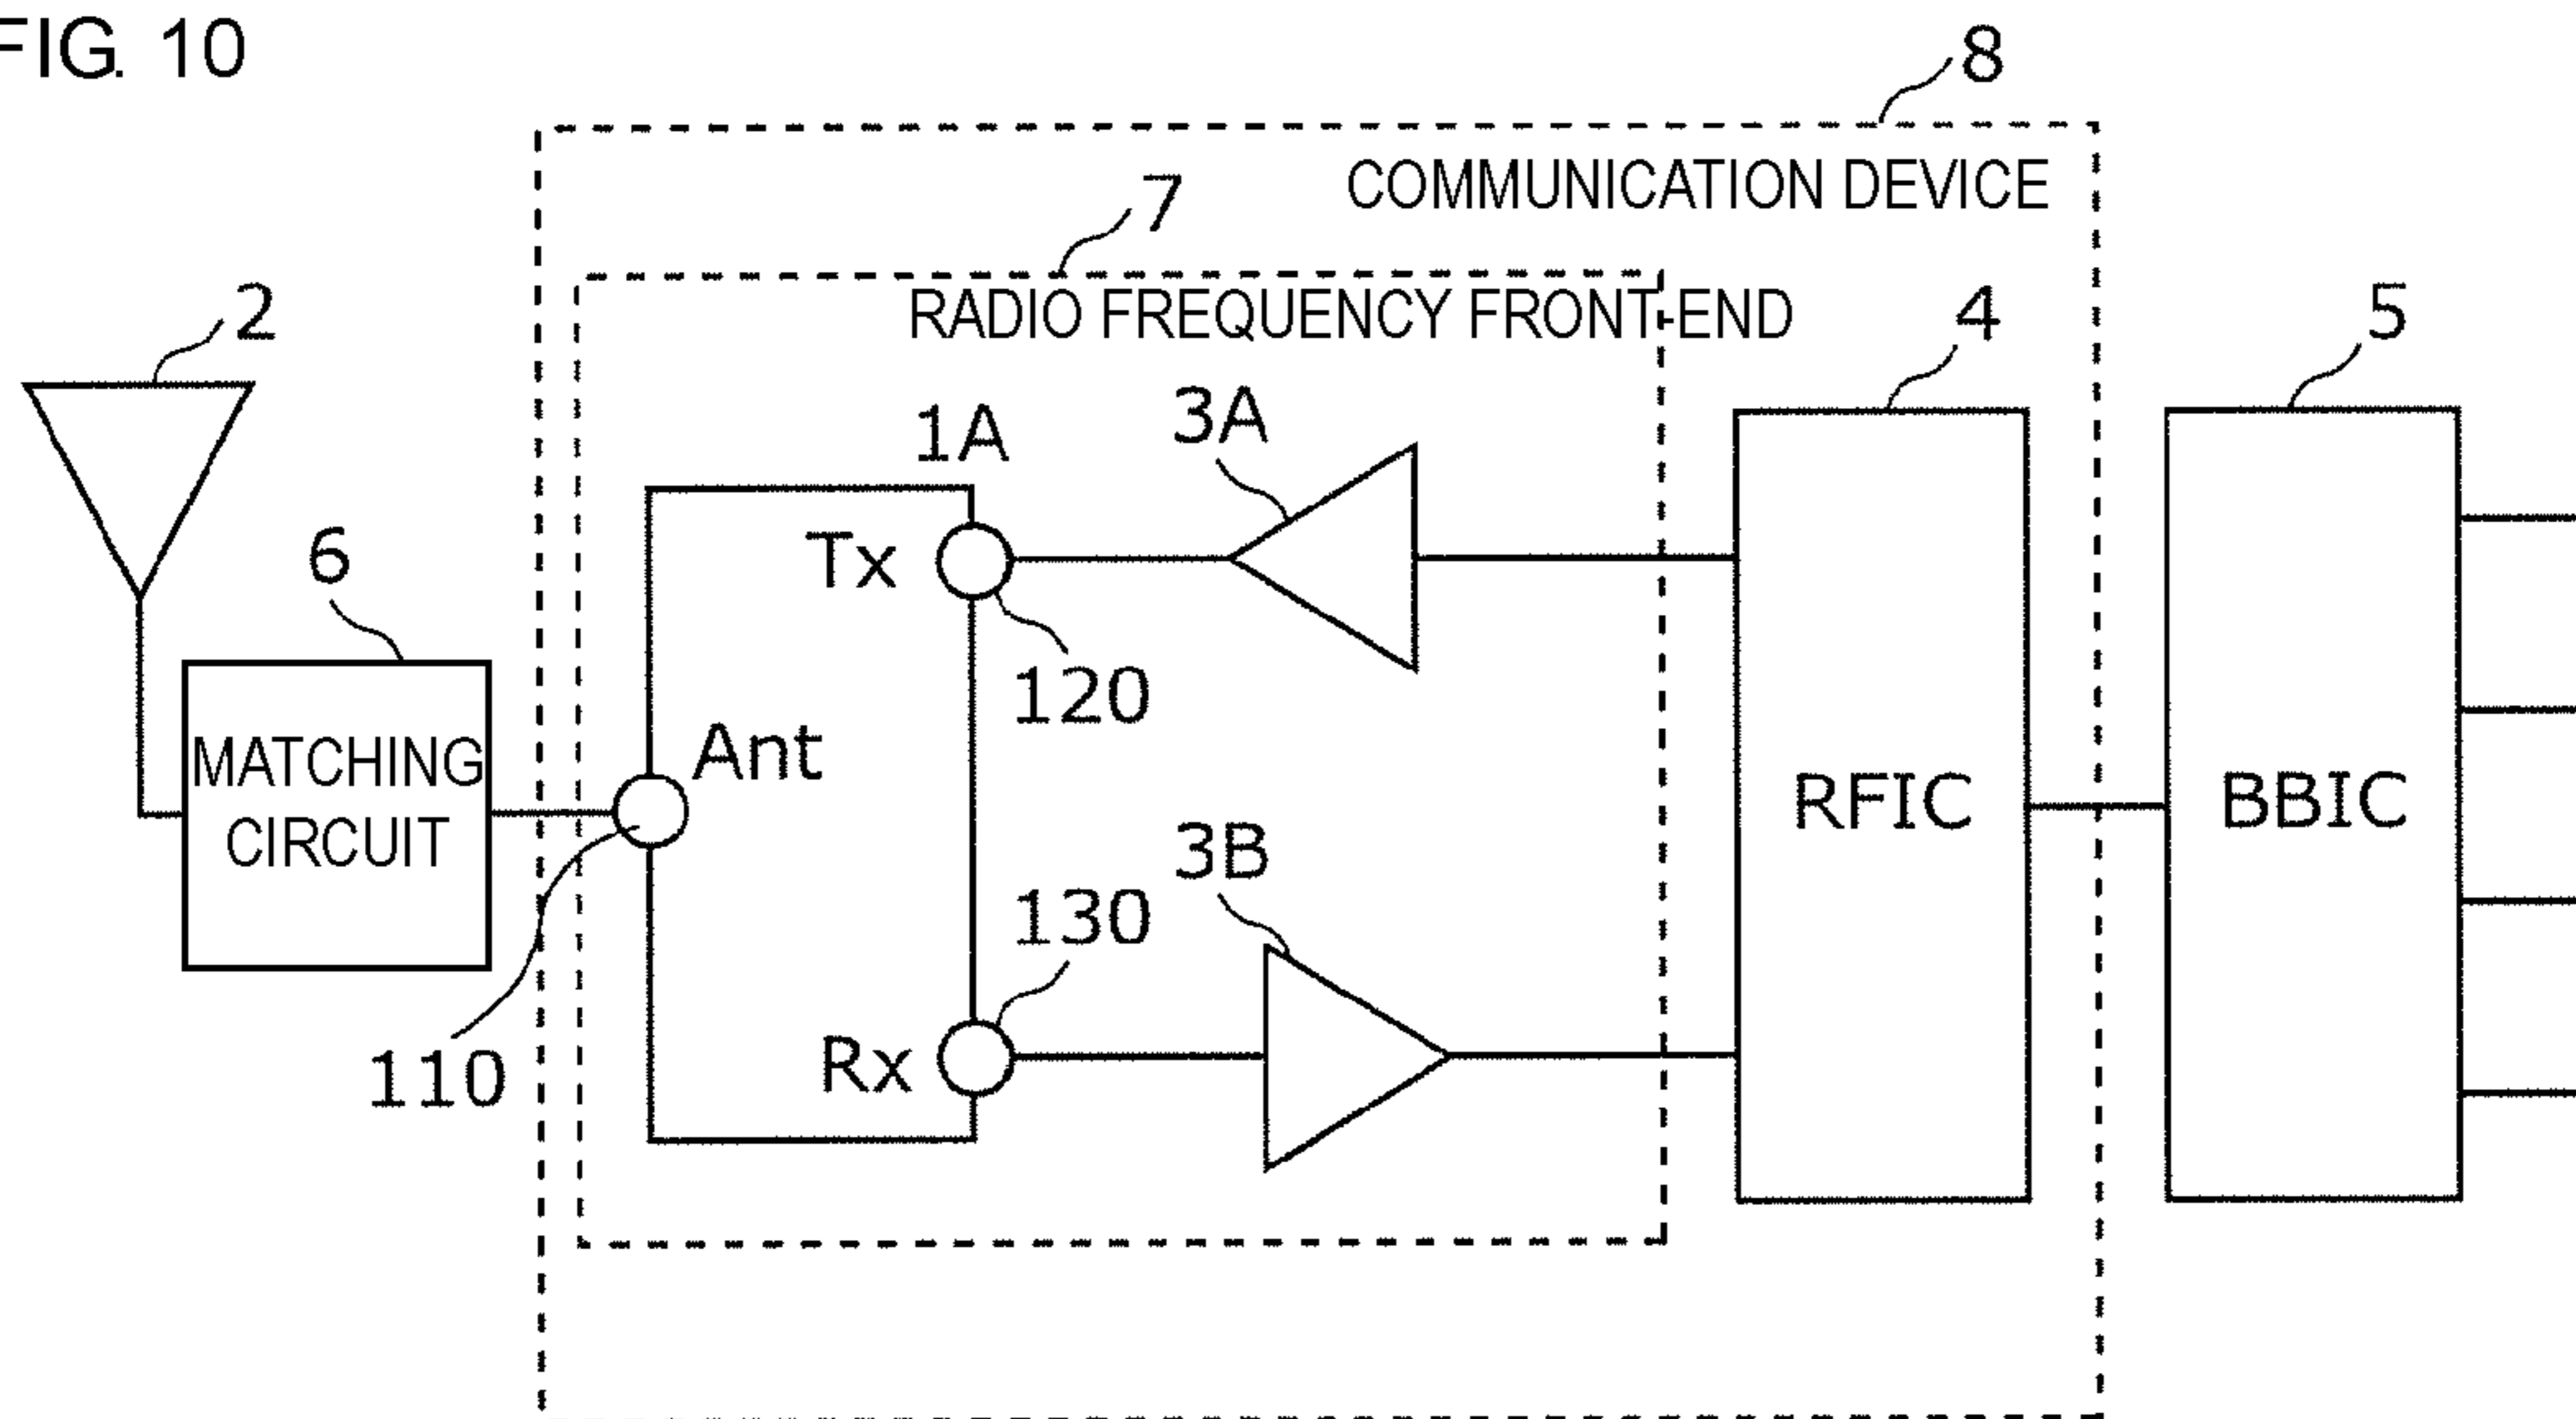 FIG. 10
8
COMMUNICATION DEVICE
7
RADIO FREQUENCY FRONT-END
2
4
5
3A
1A
Tx
6
120
Ant
MATCHING
CIRCUIT
RFIC
BBIC
3B
130
Rx
110